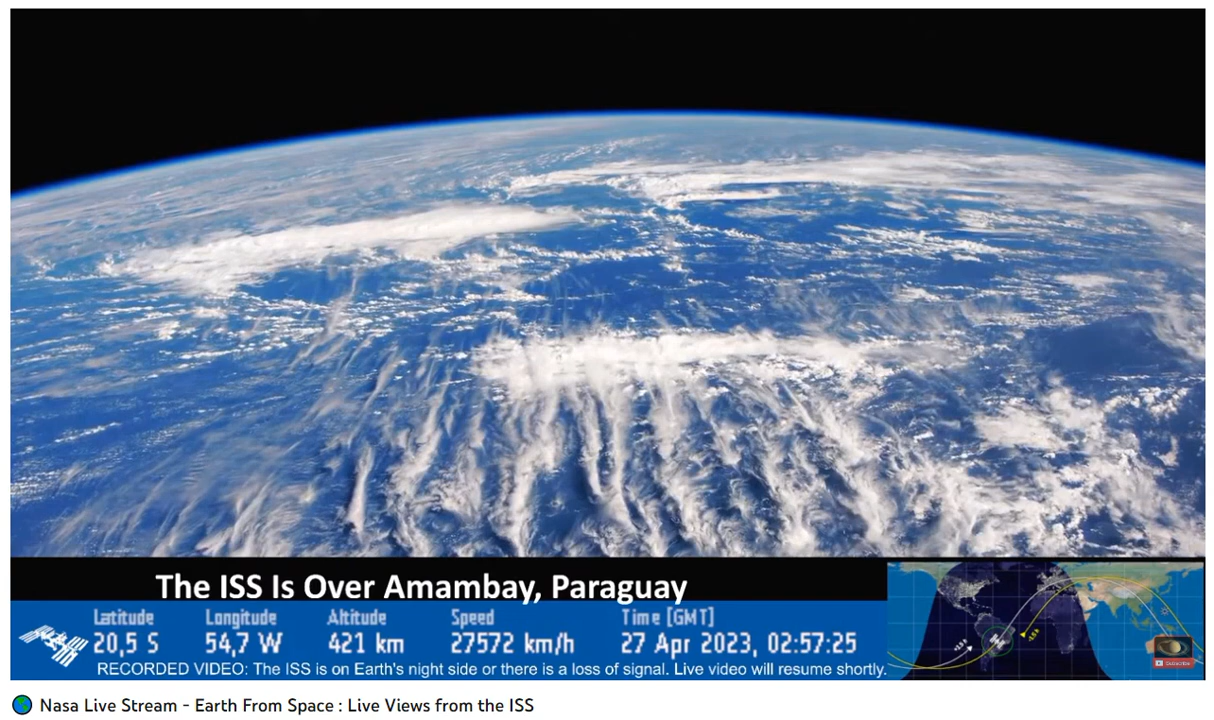 The ISS Is Over Amambay, Paraguay
Latitude Longitude Altitude Speed Time [GMT]
20,5 S 54,7 W 421 km 27572 km/h 27 Apr 2023, 02:57:25
RECORDED VIDEO: The ISS is on Earth's night side or there is a loss of signal. Live video will resume shortly.
SUBSCRIBE
Nasa Live Stream - Earth From Space : Live Views from the ISS